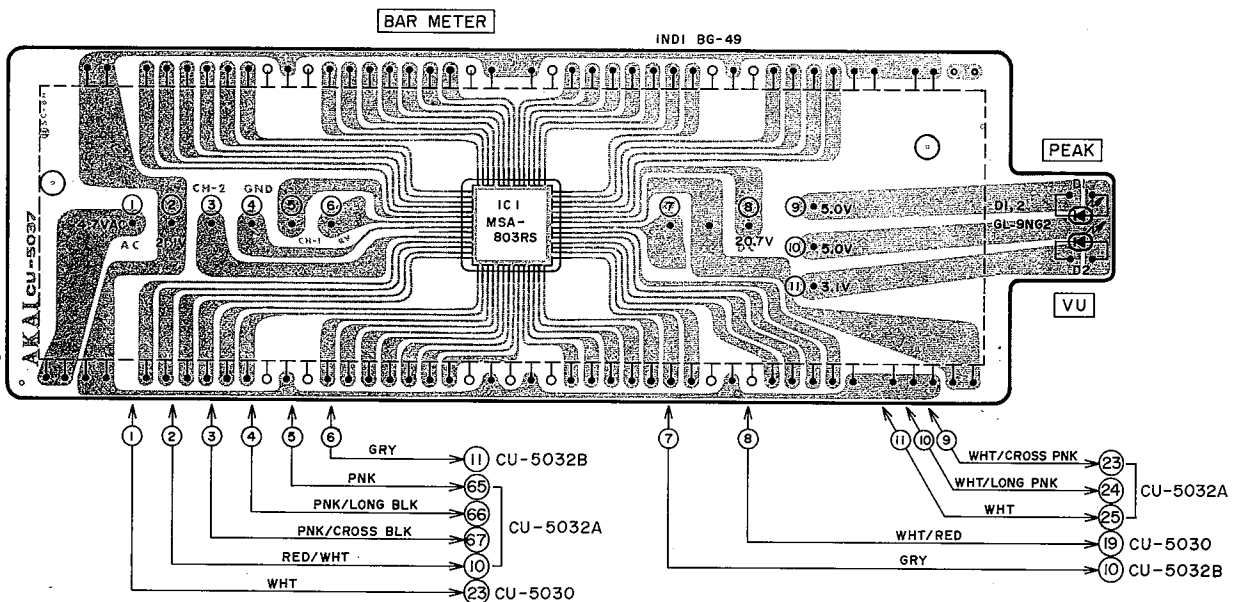 BAR METER
INDI BG-49
PEAK
CH-2 GND
① ② ③ ④ ⑤ ⑥ IC1 MSA-803RS ⑦ ⑧ ⑨ 5.0V D1
4.7VAC
AC
CH-1
D1,2
GL-9NG2
20.7V
DC
⑩ 5.0V
⑪ 3.1V
D2
VU
AKAI CU-5037
① ② ③ ④ ⑤ ⑥ ⑦ ⑧ ⑪ ⑩ ⑨
GRY ⑪ CU-5032B
PNK 65
PNK/LONG BLK 66
PNK/CROSS BLK 67
CU-5032A
RED/WHT ⑩
WHT 23 CU-5030
WHT/CROSS PNK 23
WHT/LONG PNK 24
CU-5032A
WHT 25
WHT/RED 19 CU-5030
GRY ⑩ CU-5032B